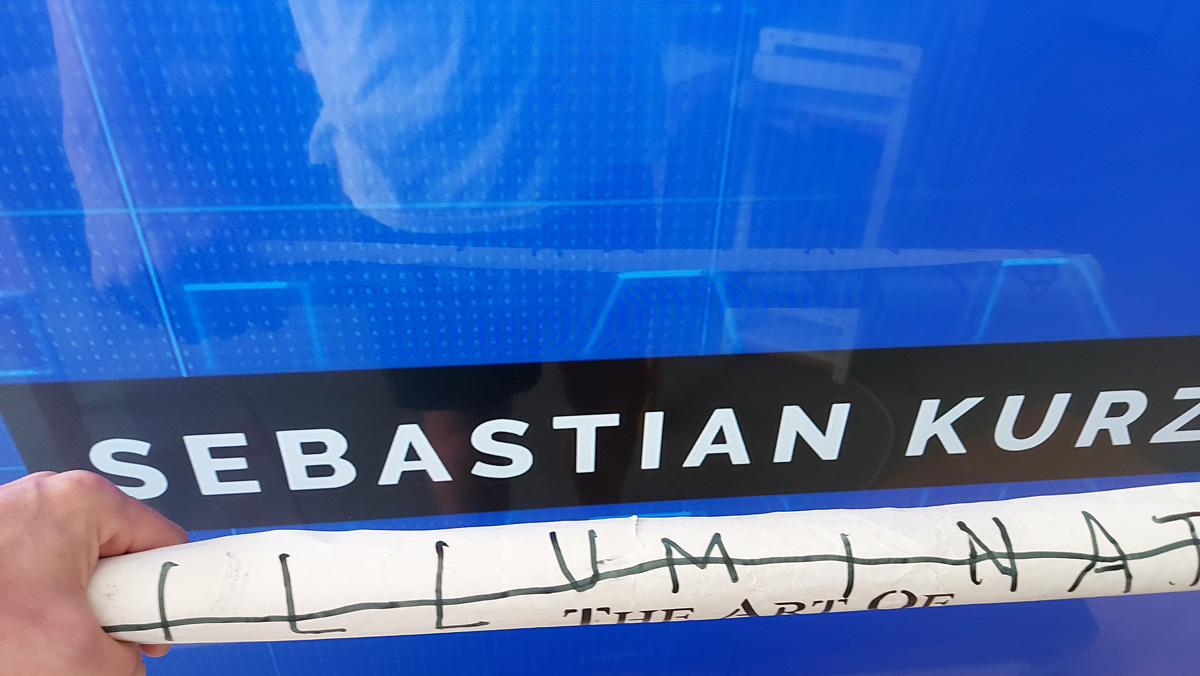 SEBASTIAN KURZ
ILLUMINAT
THE ART OF